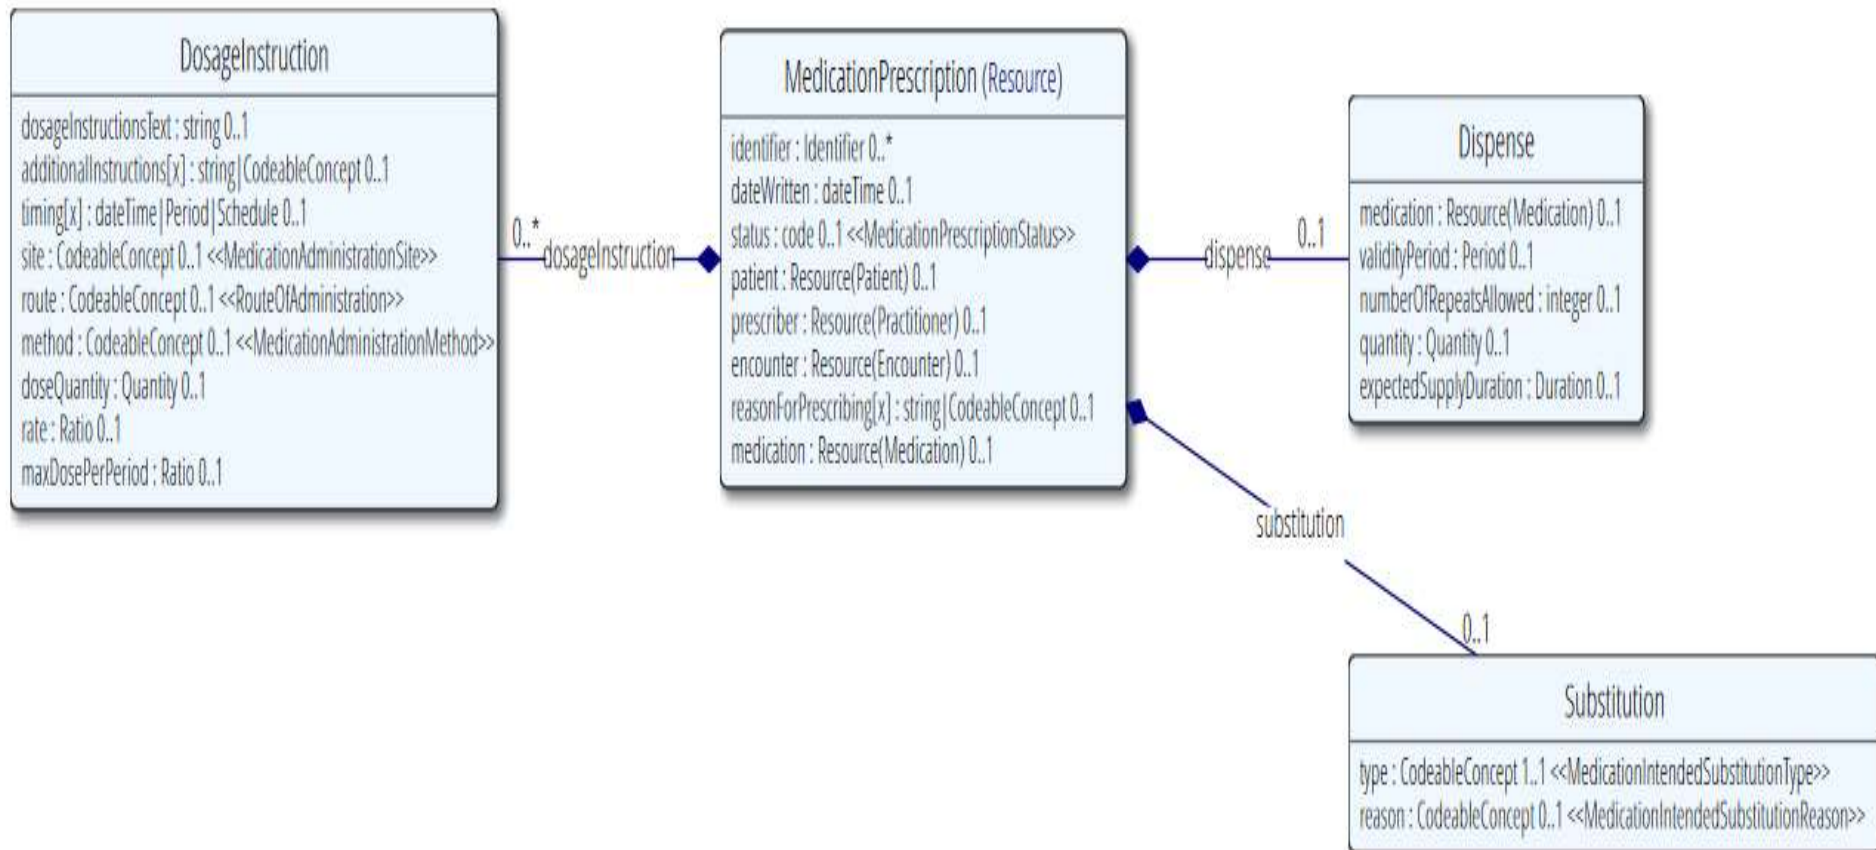 DosageInstruction
dosageInstructionsText : string 0..1
additionalInstructions[x] : string|CodeableConcept 0..1
timing[x] : dateTime|Period|Schedule 0..1
site : CodeableConcept 0..1 <<MedicationAdministrationSite>>
route : CodeableConcept 0..1 <<RouteOfAdministration>>
method : CodeableConcept 0..1 <<MedicationAdministrationMethod>>
doseQuantity : Quantity 0..1
rate : Ratio 0..1
maxDosePerPeriod : Ratio 0..1
0..*
dosageInstruction
MedicationPrescription (Resource)
identifier : Identifier 0..*
dateWritten : dateTime 0..1
status : code 0..1 <<MedicationPrescriptionStatus>>
patient : Resource(Patient) 0..1
prescriber : Resource(Practitioner) 0..1
encounter : Resource(Encounter) 0..1
reasonForPrescribing[x] : string|CodeableConcept 0..1
medication : Resource(Medication) 0..1
dispense
0..1
Dispense
medication : Resource(Medication) 0..1
validityPeriod : Period 0..1
numberOfRepeatsAllowed : integer 0..1
quantity : Quantity 0..1
expectedSupplyDuration : Duration 0..1
substitution
0..1
Substitution
type : CodeableConcept 1..1 <<MedicationIntendedSubstitutionType>>
reason : CodeableConcept 0..1 <<MedicationIntendedSubstitutionReason>>